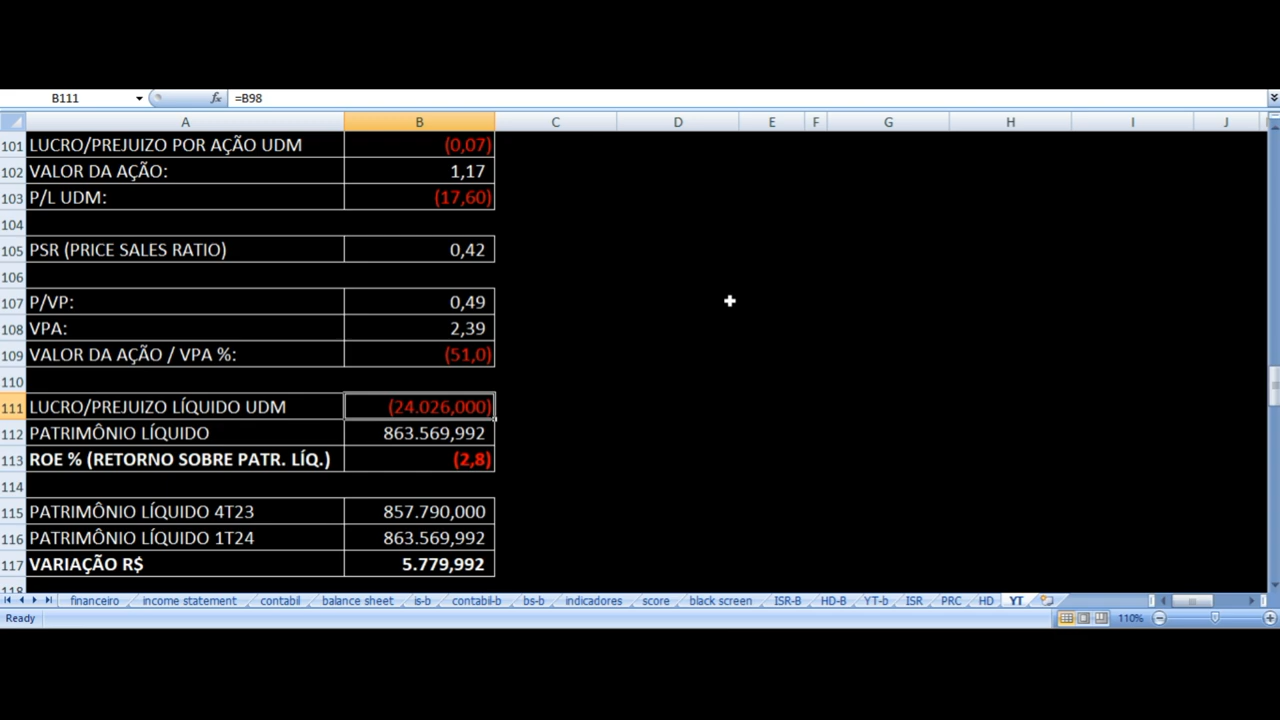 B111 fx =B98
A B C D E F G H I J
101 LUCRO/PREJUIZO POR AÇÃO UDM (0,07)
102 VALOR DA AÇÃO: 1,17
103 P/L UDM: (17,60)
104
105 PSR (PRICE SALES RATIO) 0,42
106
107 P/VP: 0,49
108 VPA: 2,39
109 VALOR DA AÇÃO / VPA %: (51,0)
110
111 LUCRO/PREJUIZO LÍQUIDO UDM (24.026,000)
112 PATRIMÔNIO LÍQUIDO 863.569,992
113 ROE % (RETORNO SOBRE PATR. LÍQ.) (2,8)
114
115 PATRIMÔNIO LÍQUIDO 4T23 857.790,000
116 PATRIMÔNIO LÍQUIDO 1T24 863.569,992
117 VARIAÇÃO R$ 5.779,992
118
financeiro income statement contabil balance sheet is-b contabil-b bs-b indicadores score black screen ISR-B HD-B YT-b ISR PRC HD YT
Ready 110%